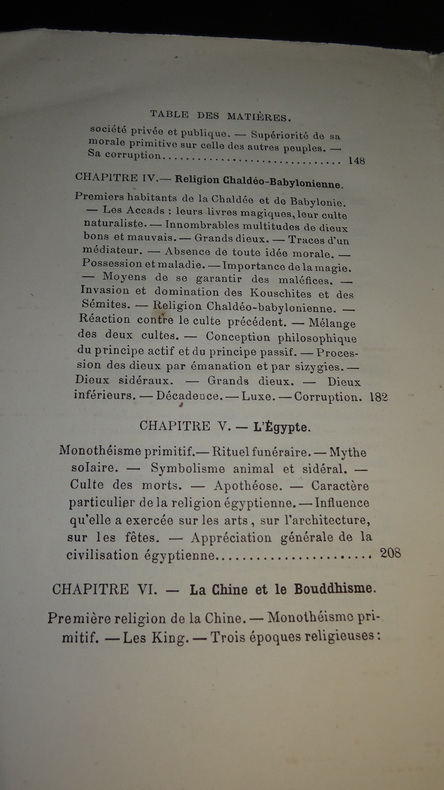 TABLE DES MATIÈRES.
société privée et publique. — Supériorité de sa
morale primitive sur celle des autres peuples. —
Sa corruption.............................. 148
CHAPITRE IV. — Religion Chaldéo-Babylonienne.
Premiers habitants de la Chaldée et de Babylonie.
— Les Accads : leurs livres magiques, leur culte
naturaliste. — Innombrables multitudes de dieux
bons et mauvais. — Grands dieux. — Traces d'un
médiateur. — Absence de toute idée morale. —
Possession et maladie. — Importance de la magie.
— Moyens de se garantir des maléfices. —
Invasion et domination des Kouschites et des
Sémites. — Religion Chaldéo-babylonienne. —
Réaction contre le culte précédent. — Mélange
des deux cultes. — Conception philosophique
du principe actif et du principe passif. — Proces-
sion des dieux par émanation et par sizygies. —
Dieux sidéraux. — Grands dieux. — Dieux
inférieurs. — Décadence. — Luxe. — Corruption. 182
CHAPITRE V. — L'Égypte.
Monothéisme primitif. — Rituel funéraire. — Mythe
solaire. — Symbolisme animal et sidéral. —
Culte des morts. — Apothéose. — Caractère
particulier de la religion égyptienne. — Influence
qu'elle a exercée sur les arts, sur l'architecture,
sur les fêtes. — Appréciation générale de la
civilisation égyptienne....................... 208
CHAPITRE VI. — La Chine et le Bouddhisme.
Première religion de la Chine. — Monothéisme pri-
mitif. — Les King. — Trois époques religieuses :